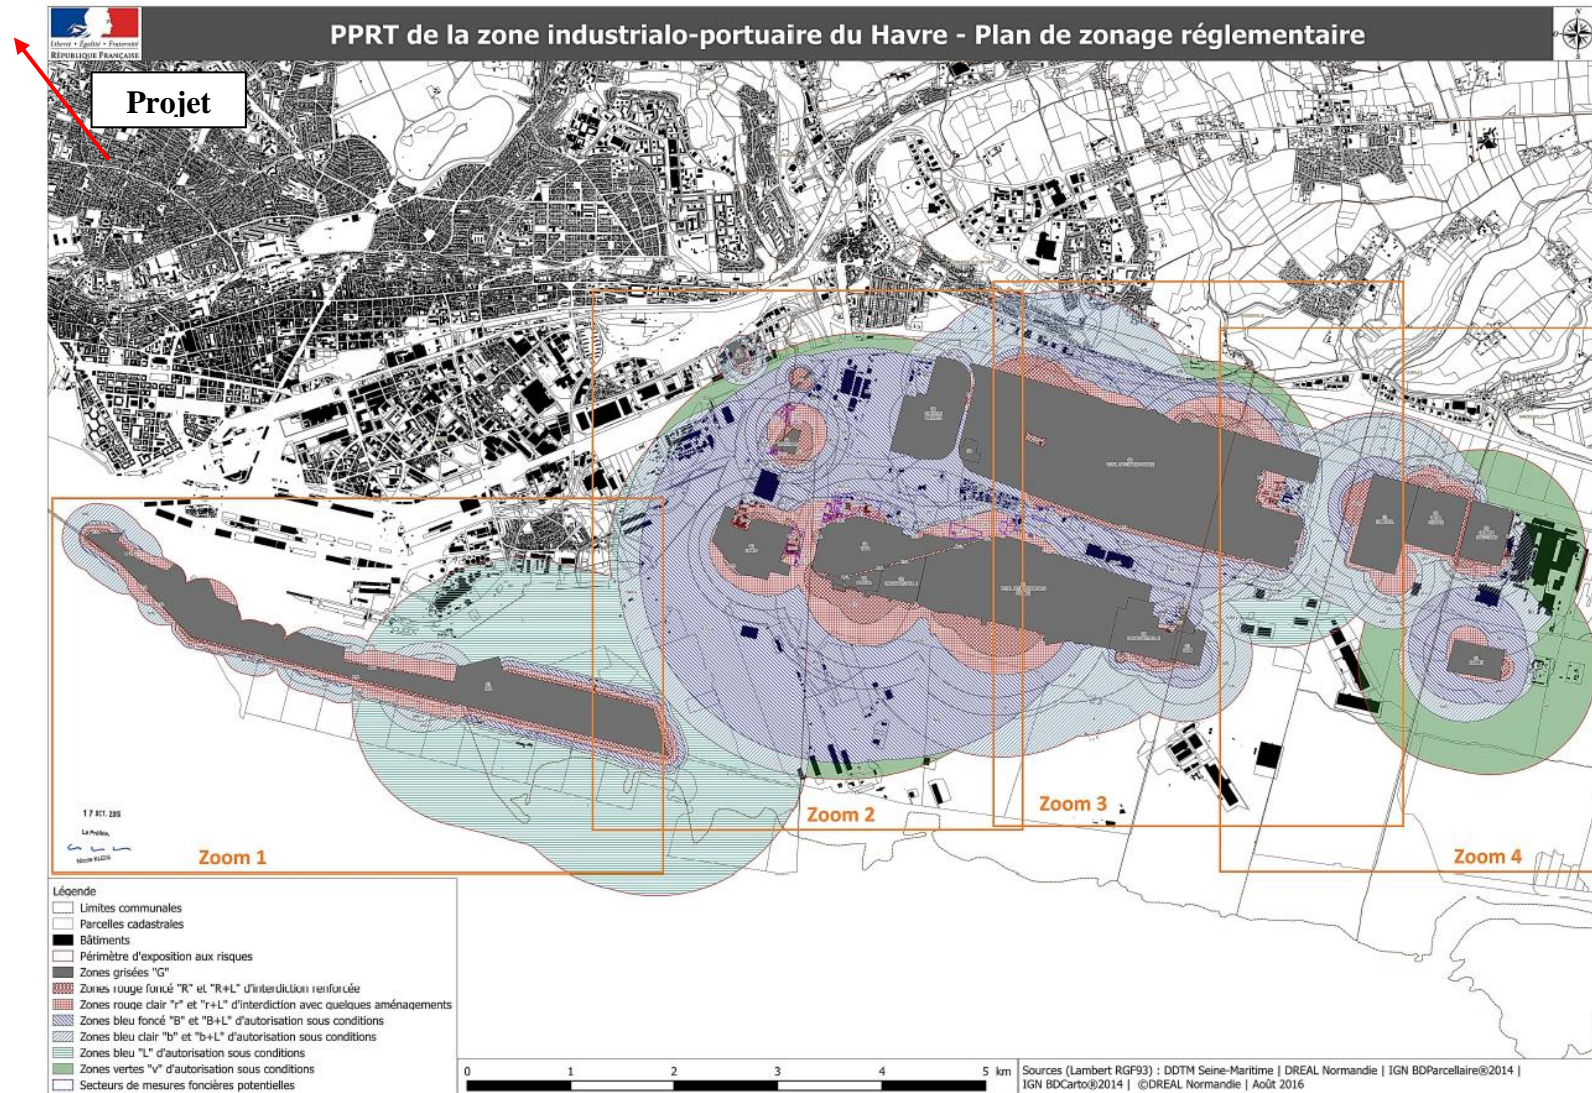 PPRT de la zone industrialo-portuaire du Havre - Plan de zonage réglementaire
Liberté • Égalité • Fraternité
RÉPUBLIQUE FRANÇAISE
Projet
Zoom 1
Zoom 2
Zoom 3
Zoom 4
17 OCT. 2016
Nicole KLEIN
Légende
Limites communales
Parcelles cadastrales
Bâtiments
Périmètre d'exposition aux risques
Zones grisées "G"
Zones rouge foncé "R" et "R+L" d'interdiction renforcée
Zones rouge clair "r" et "r+L" d'interdiction avec quelques aménagements
Zones bleu foncé "B" et "B+L" d'autorisation sous conditions
Zones bleu clair "b" et "b+L" d'autorisation sous conditions
Zones bleu "L" d'autorisation sous conditions
Zones vertes "v" d'autorisation sous conditions
Secteurs de mesures foncières potentielles
0 1 2 3 4 5 km
Sources (Lambert RGF93) : DDTM Seine-Maritime | DREAL Normandie | IGN BDParcellaire®2014 |
IGN BDCarto®2014 | ©DREAL Normandie | Août 2016